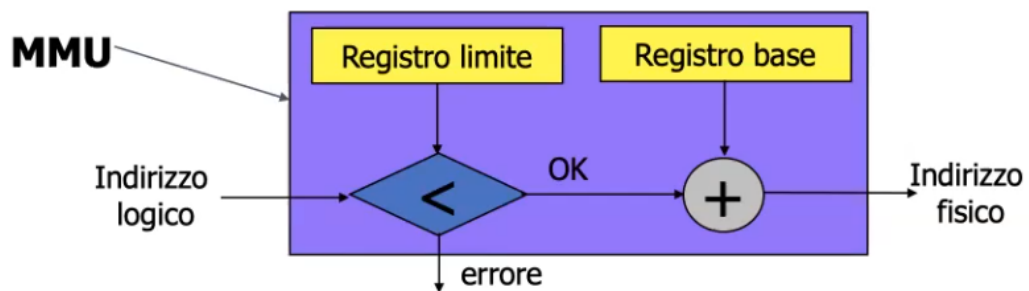 MMU
Registro limite
Registro base
Indirizzo
logico
<
OK
+
Indirizzo
fisico
errore